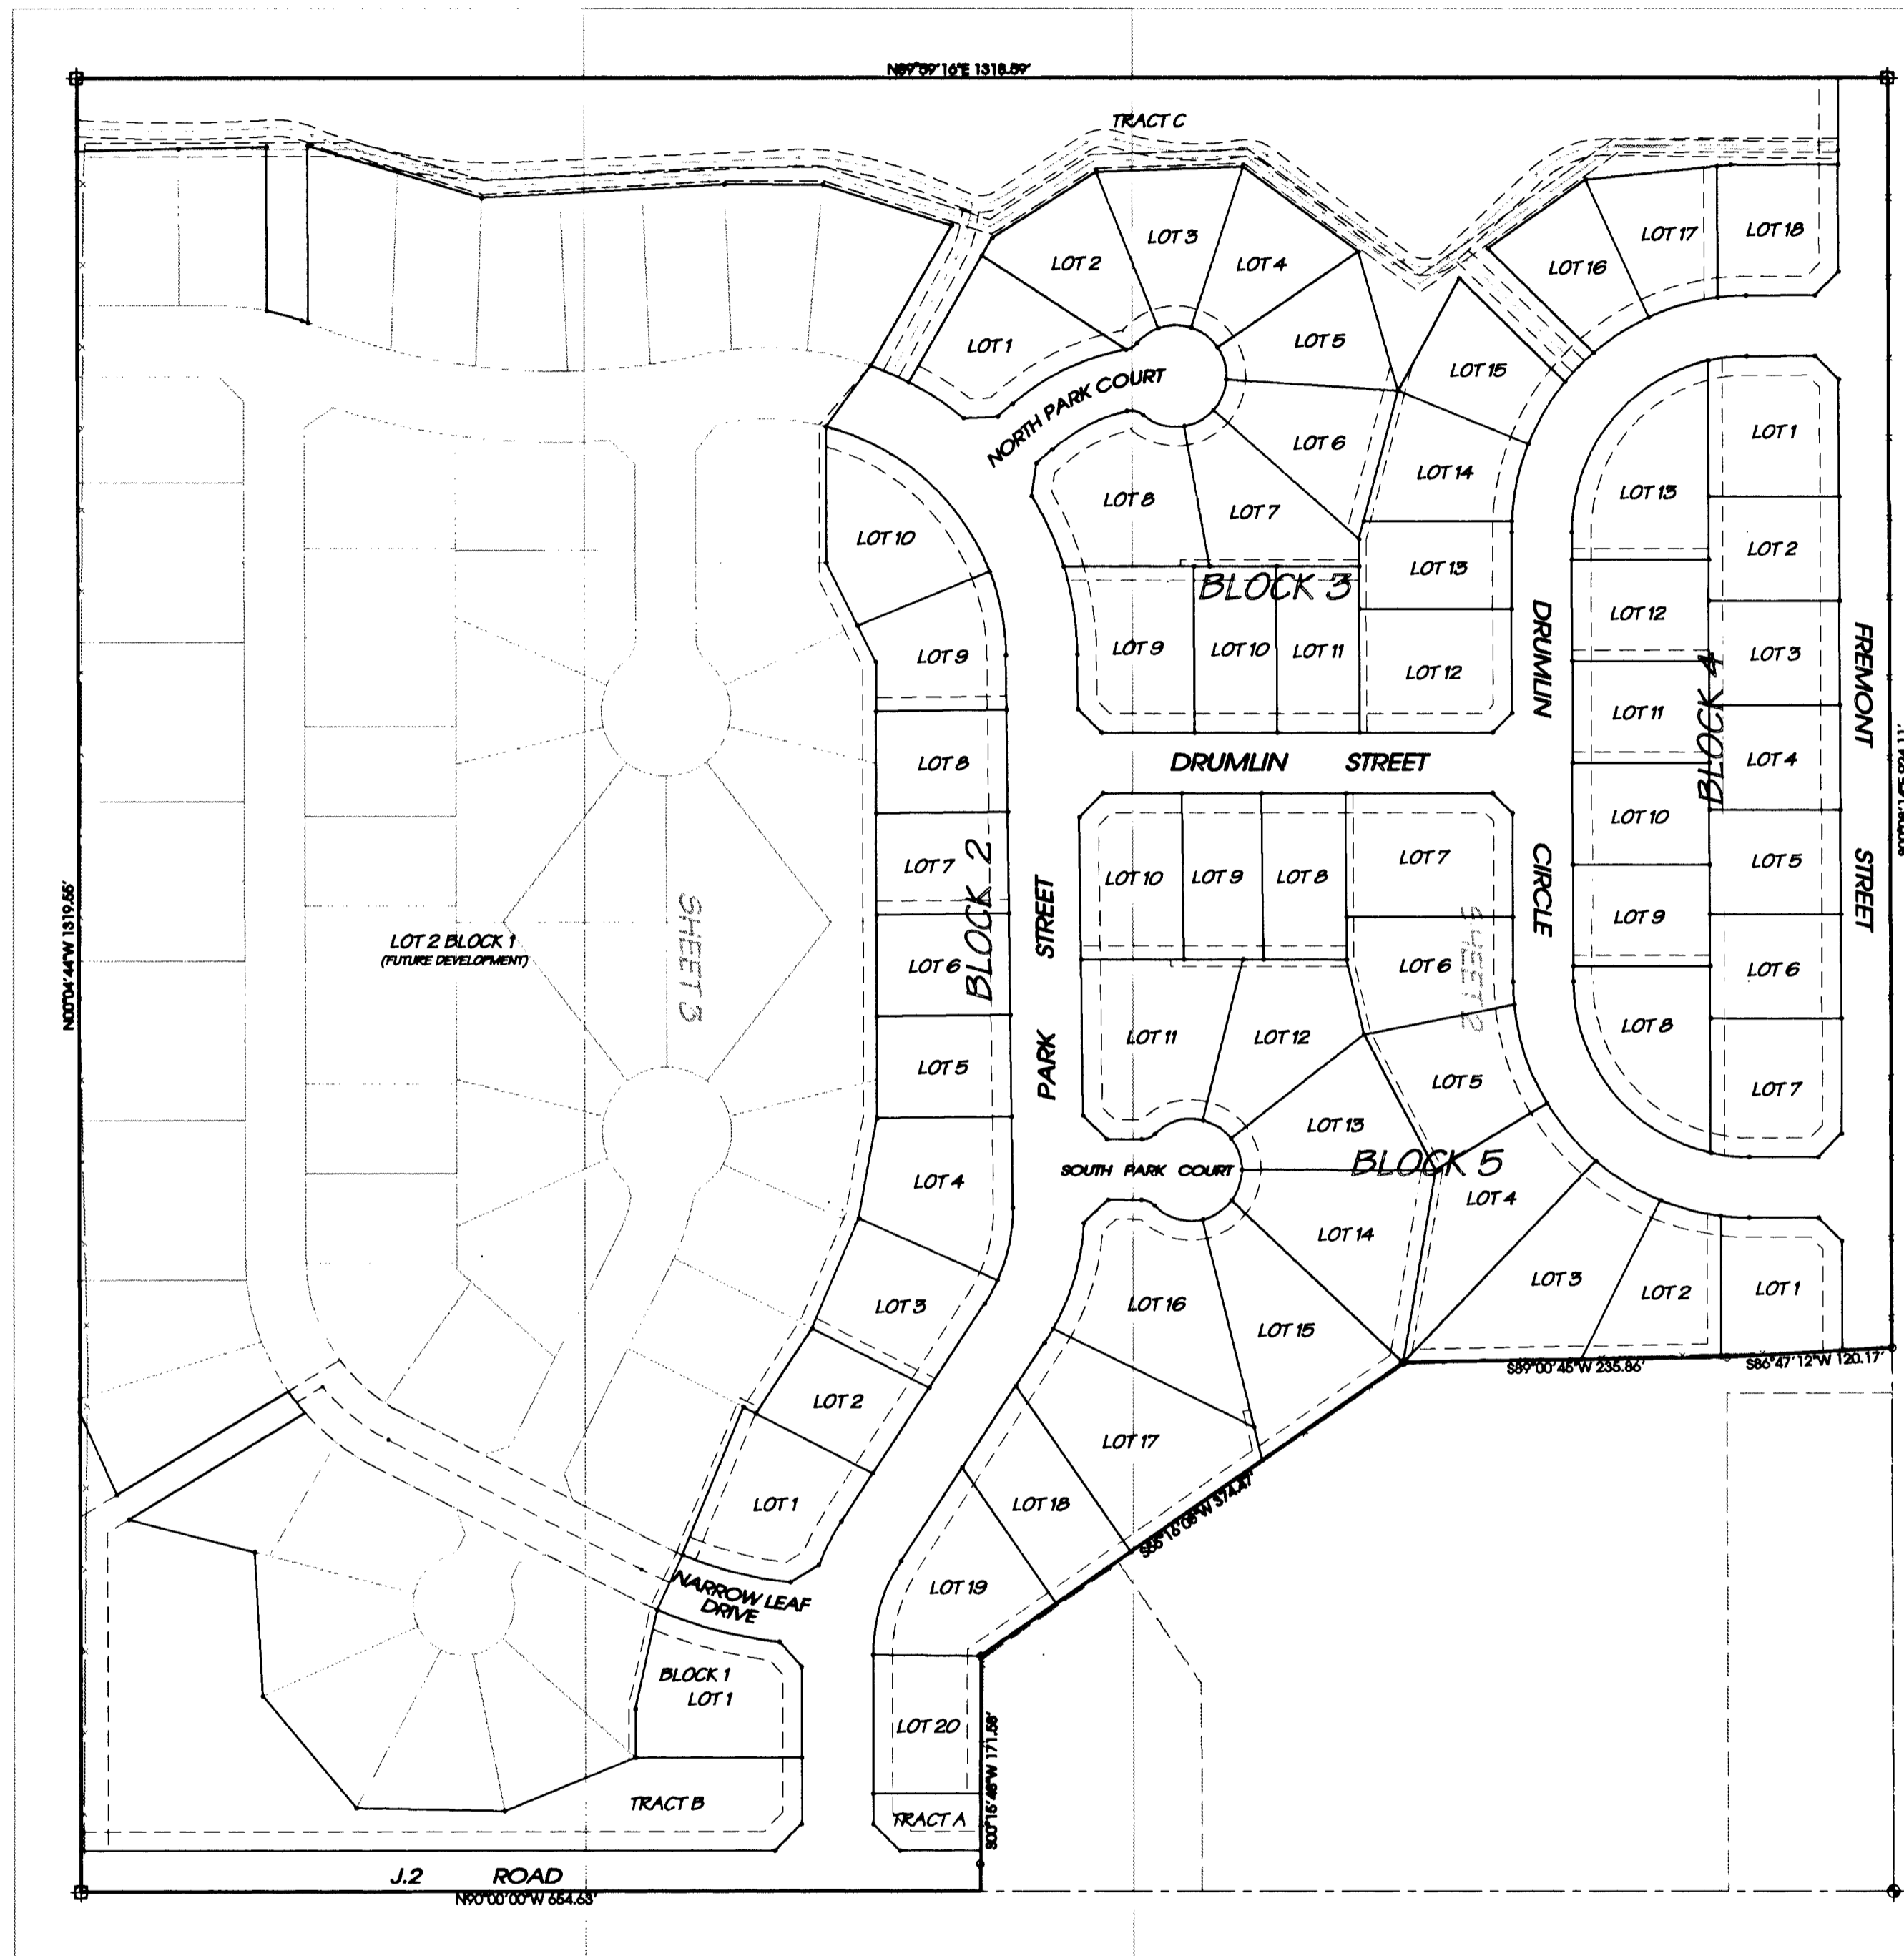 N89°59'16"E 1318.59'
TRACT C
LOT 1
LOT 2
LOT 3
LOT 4
LOT 5
LOT 6
LOT 7
LOT 8
LOT 9
LOT 10
LOT 11
LOT 12
LOT 13
LOT 14
LOT 15
LOT 16
LOT 17
LOT 18
NORTH PARK COURT
BLOCK 3
LOT 1
LOT 2
LOT 3
LOT 4
LOT 5
LOT 6
LOT 7
LOT 8
LOT 9
LOT 10
LOT 11
LOT 12
LOT 13
BLOCK 4
DRUMLIN CIRCLE
FREMONT STREET
DRUMLIN STREET
LOT 10
LOT 9
LOT 8
LOT 7
LOT 6
LOT 5
LOT 4
LOT 3
LOT 2
LOT 1
BLOCK 2
PARK STREET
SHEET 3
LOT 2 BLOCK 1
(FUTURE DEVELOPMENT)
N00°04'44"W 1319.55'
LOT 10
LOT 9
LOT 8
LOT 7
LOT 6
SHEET 2
LOT 11
LOT 12
LOT 5
LOT 13
SOUTH PARK COURT
BLOCK 5
LOT 4
LOT 14
LOT 3
LOT 2
LOT 1
LOT 16
LOT 15
LOT 17
LOT 18
LOT 19
LOT 20
S89°00'45"W 235.86'
S86°47'12"W 120.17'
NARROW LEAF
DRIVE
BLOCK 1
LOT 1
TRACT B
TRACT A
J.2 ROAD
N90°00'00"W 654.63'